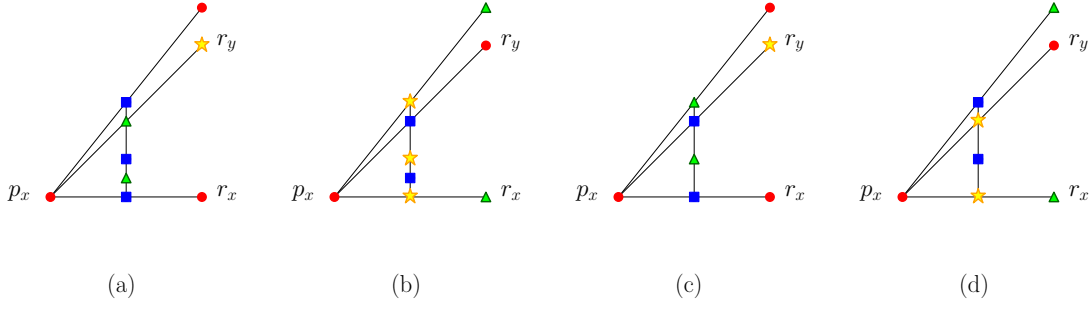 r_y r_y r_y r_y
p_x r_x p_x r_x p_x r_x p_x r_x
(a) (b) (c) (d)